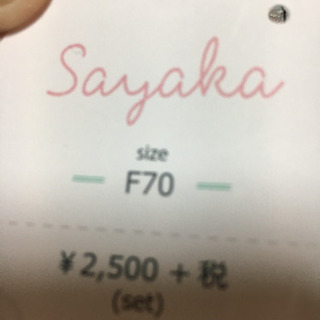 Sayaka
size
F70
¥2,500 + 税
(set)